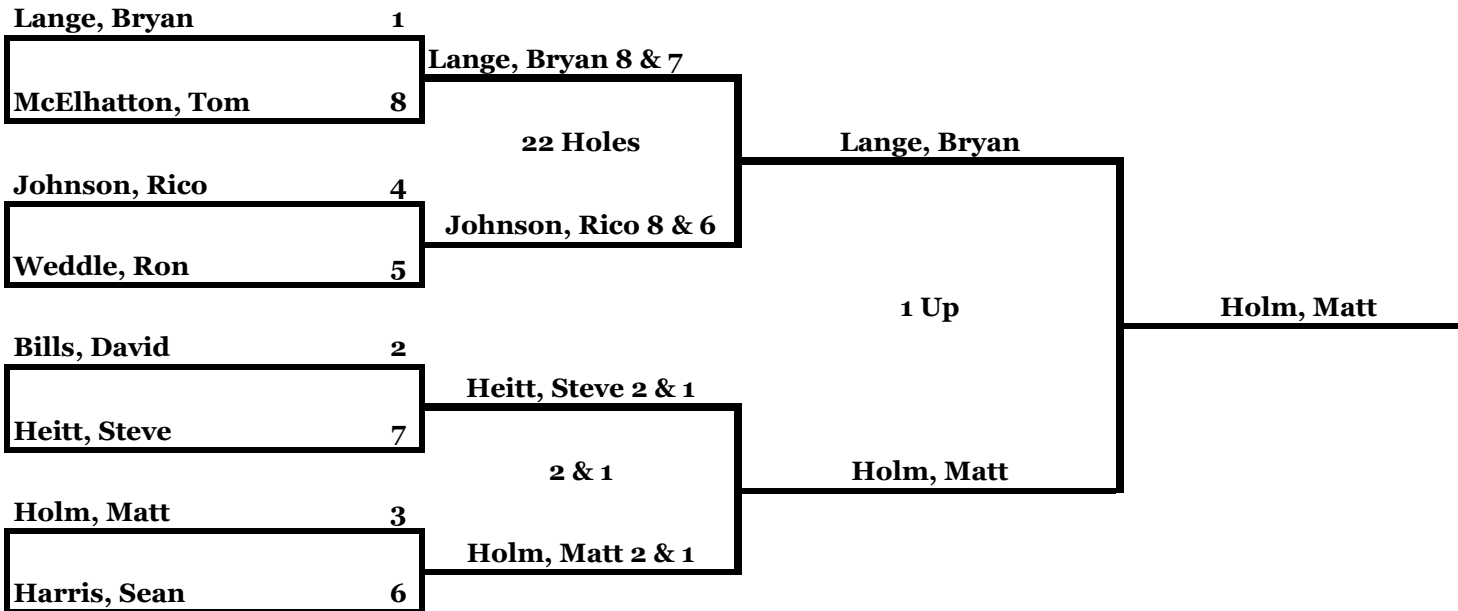 Lange, Bryan 1
Lange, Bryan 8 & 7
McElhatton, Tom 8
22 Holes
Lange, Bryan
Johnson, Rico 4
Johnson, Rico 8 & 6
Weddle, Ron 5
1 Up
Holm, Matt
Bills, David 2
Heitt, Steve 2 & 1
Heitt, Steve 7
2 & 1
Holm, Matt
Holm, Matt 3
Holm, Matt 2 & 1
Harris, Sean 6